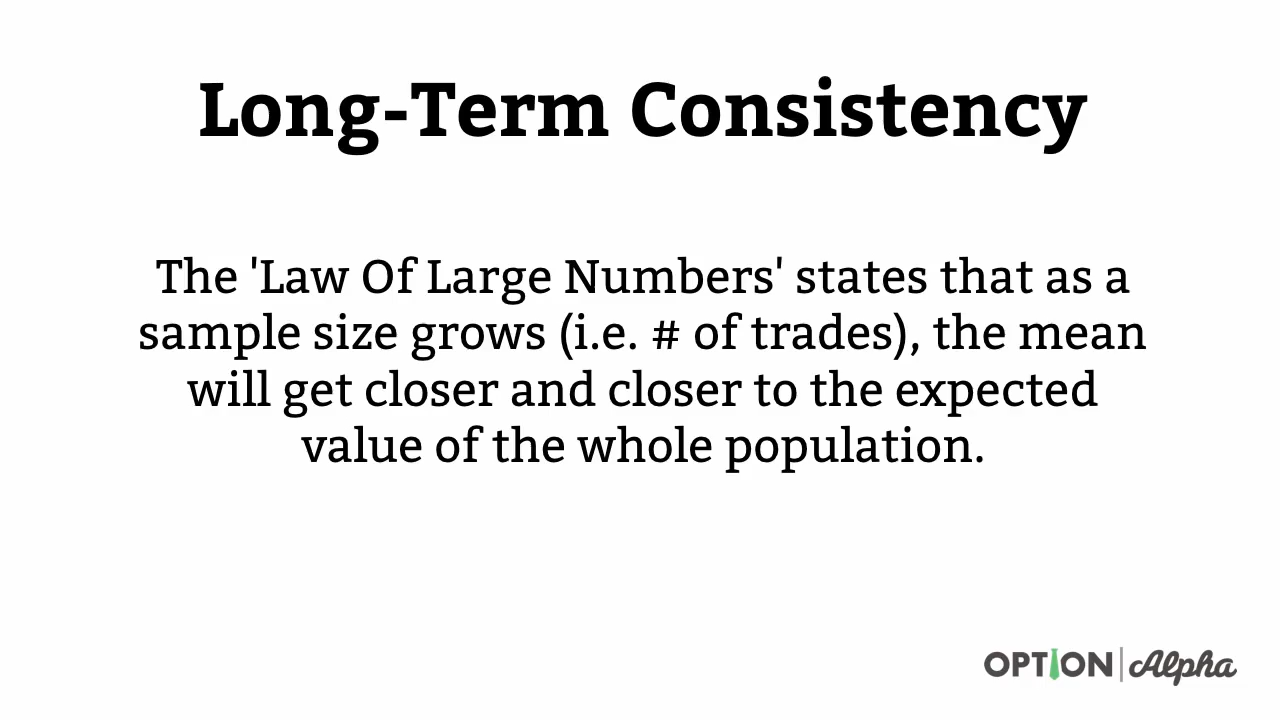 Long-Term Consistency
The 'Law Of Large Numbers' states that as a
sample size grows (i.e. # of trades), the mean
will get closer and closer to the expected
value of the whole population.
OPTION | Alpha